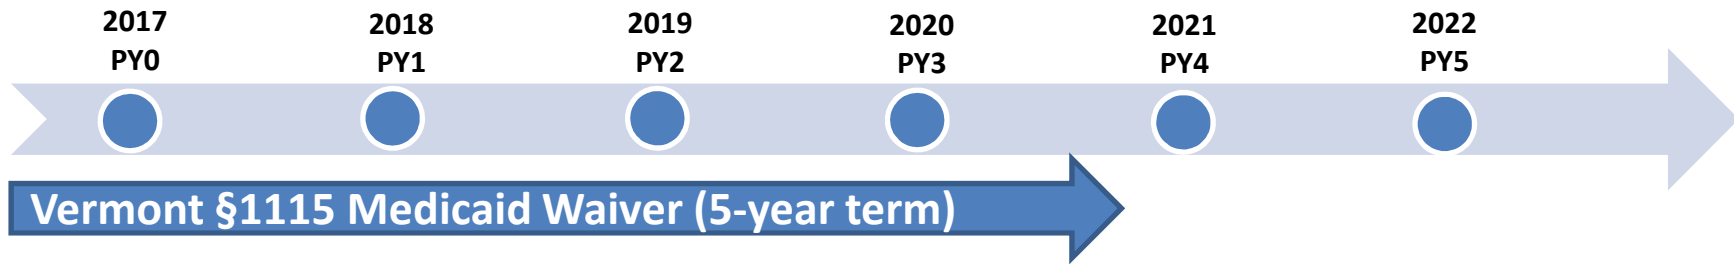 2017 2018 2019 2020 2021 2022
PY0 PY1 PY2 PY3 PY4 PY5
Vermont §1115 Medicaid Waiver (5-year term)